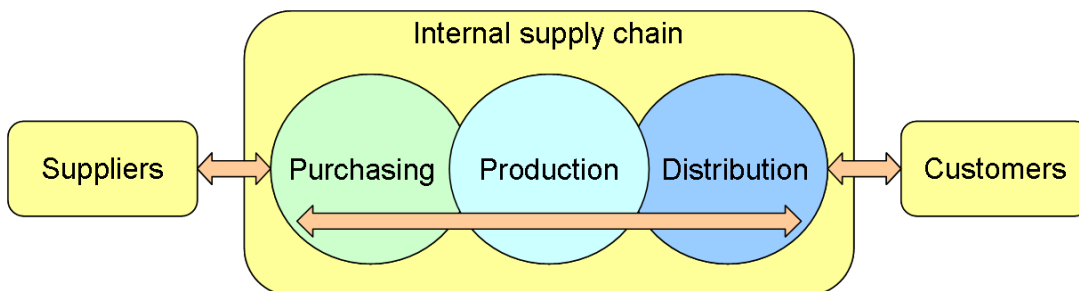 Internal supply chain
Suppliers
Purchasing
Production
Distribution
Customers